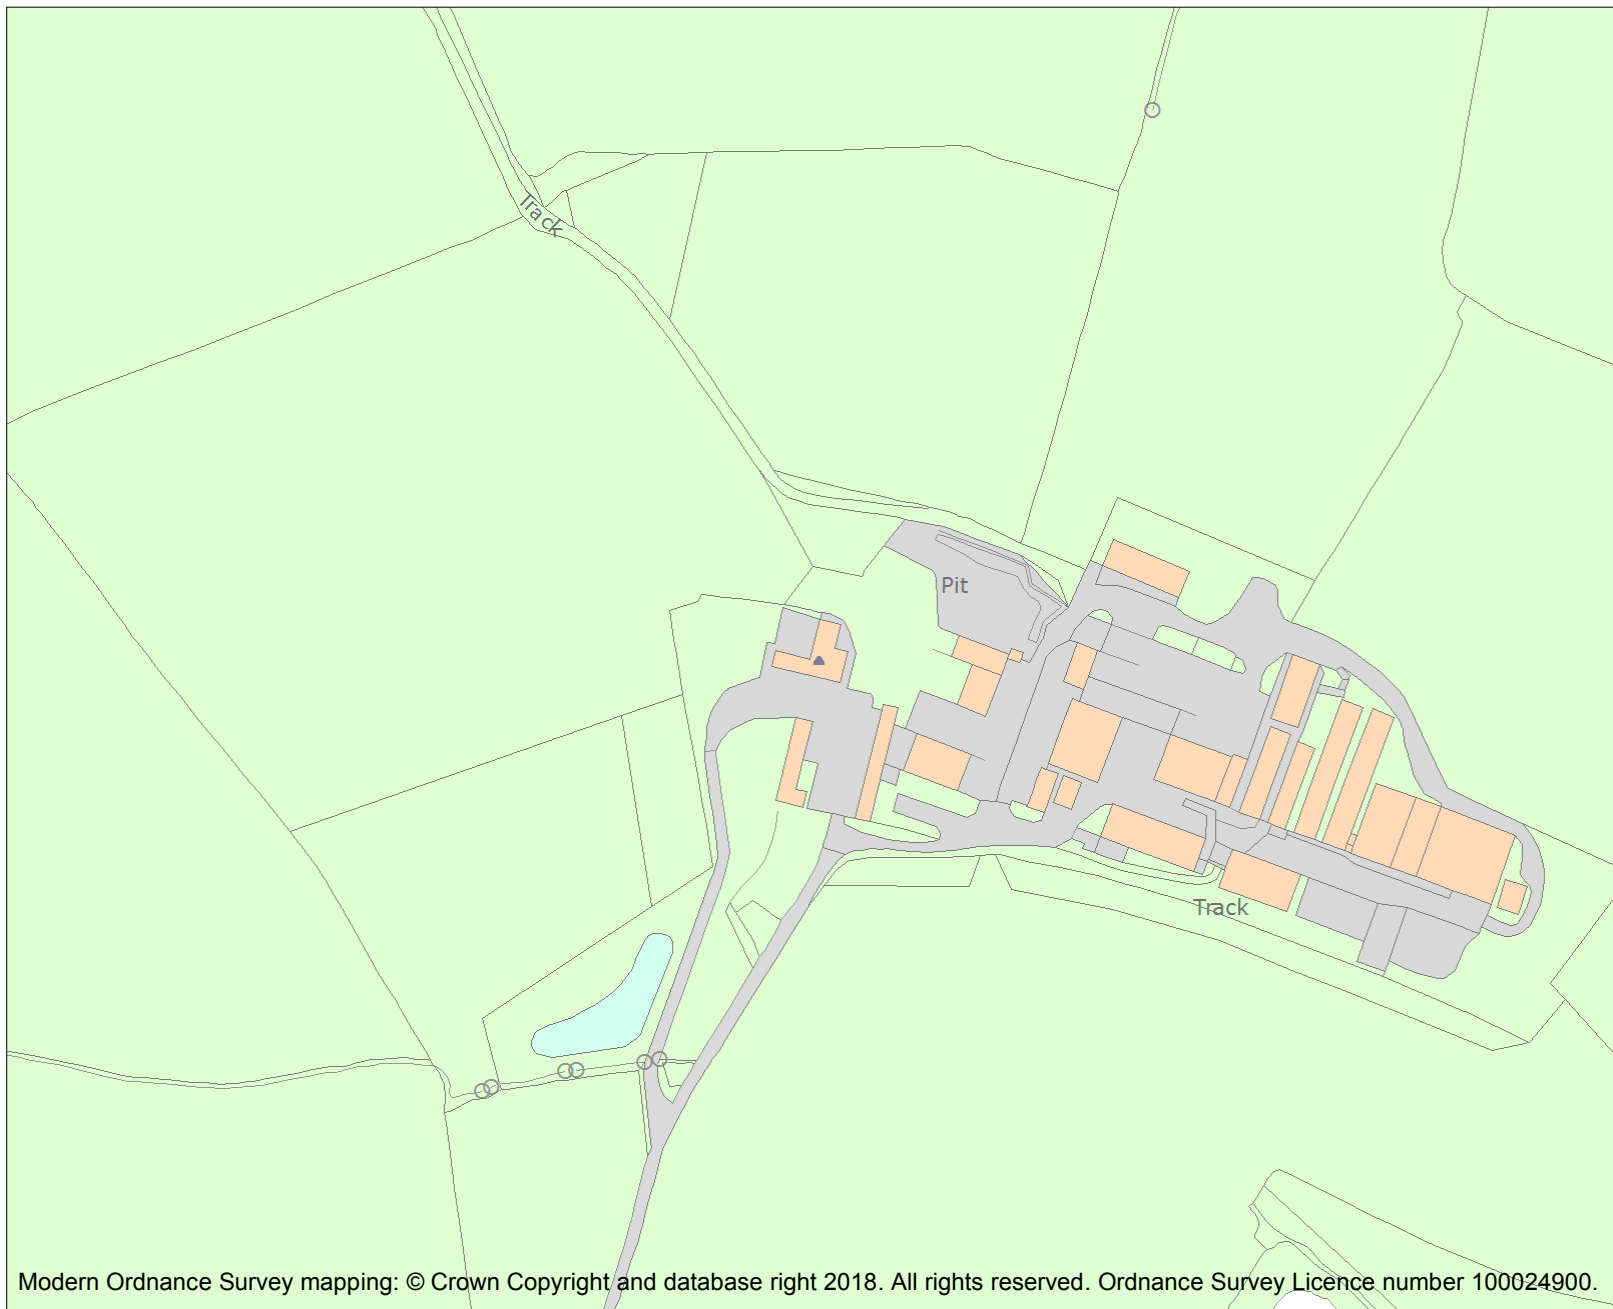 Track
Pit
Track
Modern Ordnance Survey mapping: © Crown Copyright and database right 2018. All rights reserved. Ordnance Survey Licence number 100024900.